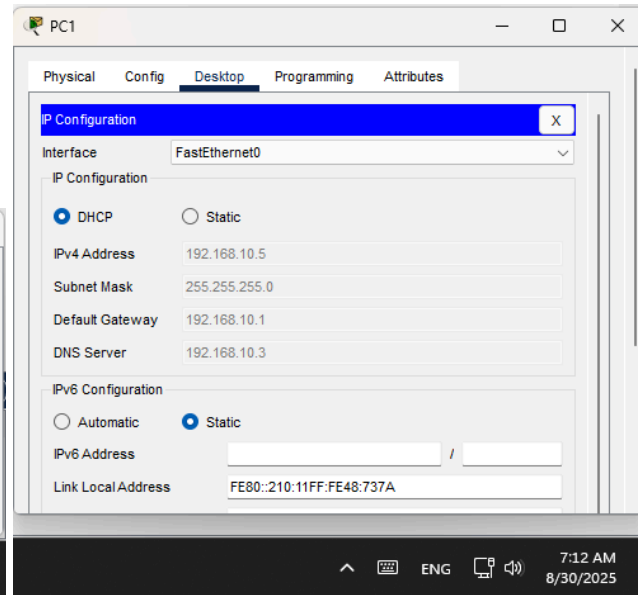 PC1
Physical Config Desktop Programming Attributes
IP Configuration X
Interface FastEthernet0
IP Configuration
DHCP Static
IPv4 Address 192.168.10.5
Subnet Mask 255.255.255.0
Default Gateway 192.168.10.1
DNS Server 192.168.10.3
IPv6 Configuration
Automatic Static
IPv6 Address /
Link Local Address FE80::210:11FF:FE48:737A
ENG 7:12 AM
8/30/2025